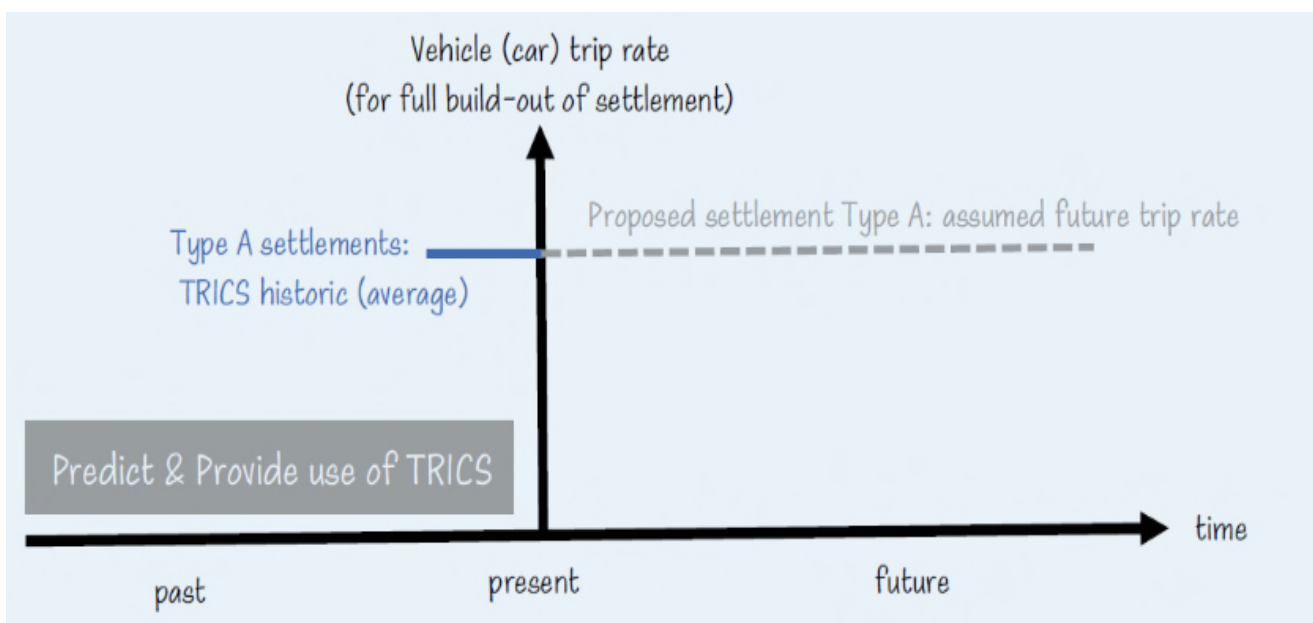 Vehicle (car) trip rate
(for full build-out of settlement)
Proposed settlement Type A: assumed future trip rate
Type A settlements:
TRICS historic (average)
Predict & Provide use of TRICS
time
past
present
future